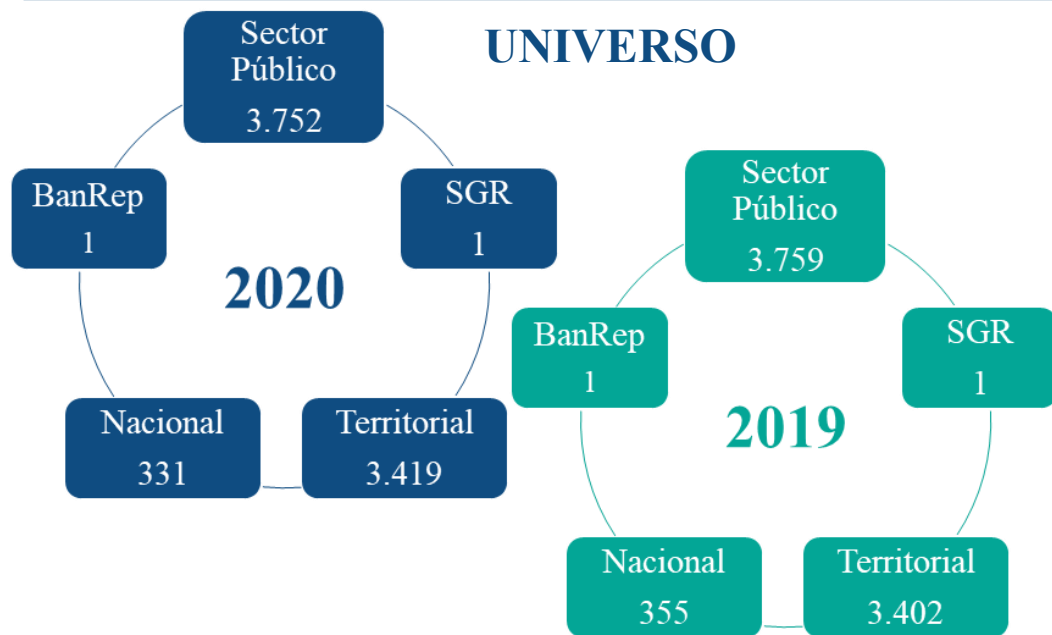 UNIVERSO
Sector
Público
3.752
BanRep
1
SGR
1
2020
Nacional
331
Territorial
3.419
Sector
Público
3.759
BanRep
1
SGR
1
2019
Nacional
355
Territorial
3.402